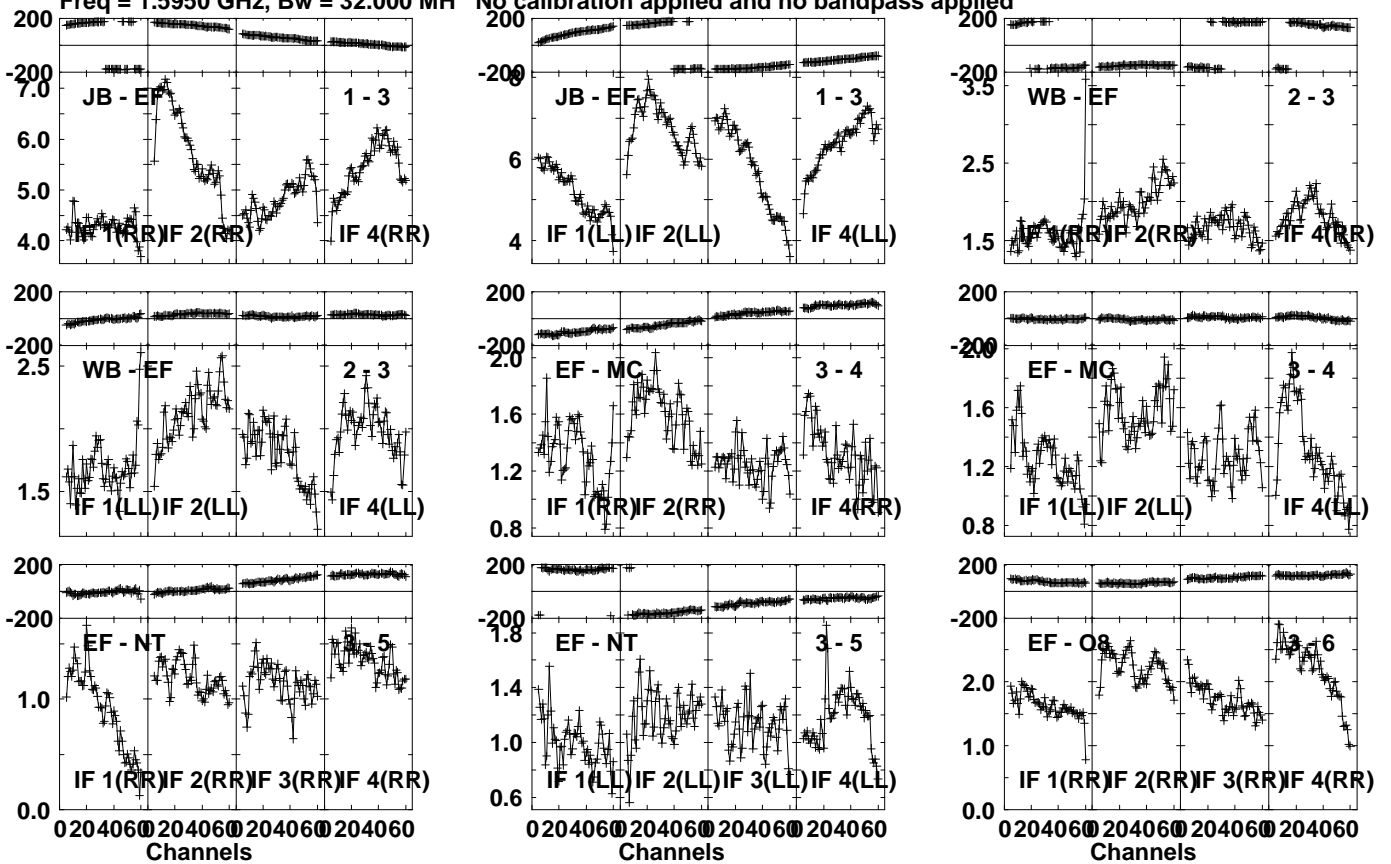 Freq = 1.5950 GHz, Bw = 32.000 MH No calibration applied and no bandpass applied
200
-200
7.0
6.0
5.0
4.0
JB - EF 1 - 3
IF 1(RR) IF 2(RR) IF 4(RR)
200
-200
8
6
4
JB - EF 1 - 3
IF 1(LL) IF 2(LL) IF 4(LL)
200
-200
3.5
2.5
1.5
WB - EF 2 - 3
IF 1(RR) IF 2(RR) IF 4(RR)
200
-200
2.5
1.5
WB - EF 2 - 3
IF 1(LL) IF 2(LL) IF 4(LL)
200
-200
2.0
1.6
1.2
0.8
EF - MC 3 - 4
IF 1(RR) IF 2(RR) IF 4(RR)
200
-200
2.0
1.6
1.2
0.8
EF - MC 3 - 4
IF 1(LL) IF 2(LL) IF 4(LL)
200
-200
1.0
0.0
EF - NT 3 - 5
IF 1(RR) IF 2(RR) IF 3(RR) IF 4(RR)
0 20 40 60 0 20 40 60 0 20 40 60 0 20 40 60
Channels
200
-200
1.8
1.4
1.0
0.6
EF - NT 3 - 5
IF 1(LL) IF 2(LL) IF 3(LL) IF 4(LL)
0 20 40 60 0 20 40 60 0 20 40 60 0 20 40 60
Channels
200
-200
2.0
1.0
0.0
EF - O8 3 - 6
IF 1(RR) IF 2(RR) IF 3(RR) IF 4(RR)
0 20 40 60 0 20 40 60 0 20 40 60 0 20 40 60
Channels